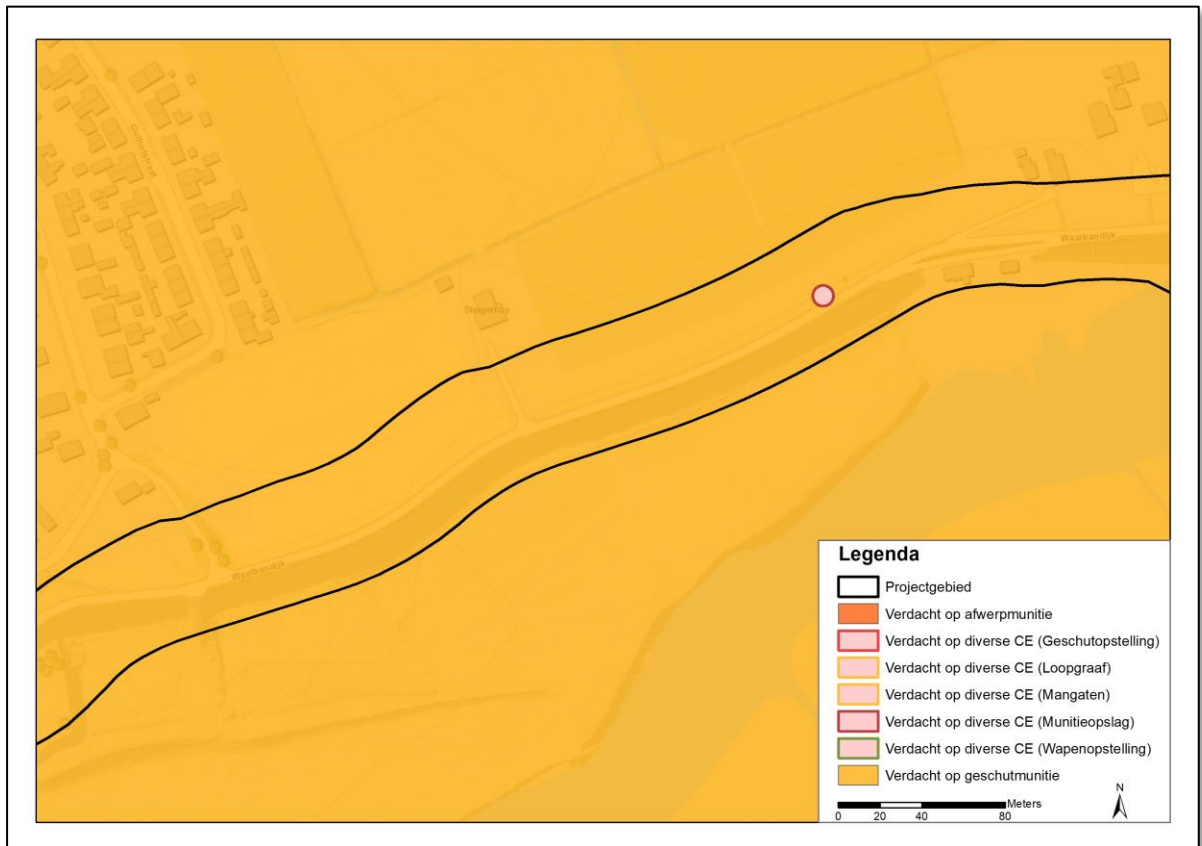 Waalbandijk
Waalbandijk
Legenda
Projectgebied
Verdacht op afwerpmunitie
Verdacht op diverse CE (Geschutopstelling)
Verdacht op diverse CE (Loopgraaf)
Verdacht op diverse CE (Mangaten)
Verdacht op diverse CE (Munitieopslag)
Verdacht op diverse CE (Wapenopstelling)
Verdacht op geschutmunitie
Meters
0 20 40 80
N